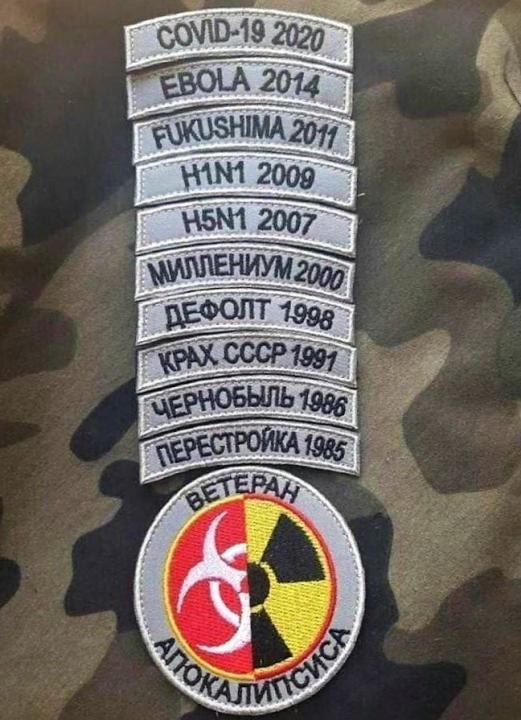 COVID-19 2020
EBOLA 2014
FUKUSHIMA 2011
H1N1 2009
H5N1 2007
МИЛЛЕНИУМ 2000
ДЕФОЛТ 1998
КРАХ СССР 1991
ЧЕРНОБЫЛЬ 1986
ПЕРЕСТРОЙКА 1985
ВЕТЕРАН
АПОКАЛИПСИСА